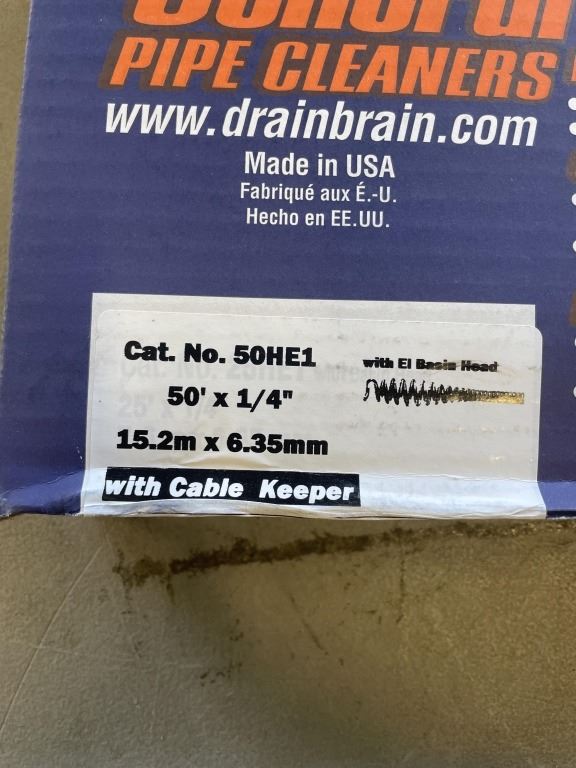 General
PIPE CLEANERS
www.drainbrain.com
Made in USA
Fabriqué aux É.-U.
Hecho en EE.UU.
Cat. No. 50HE1
with El Basin Head
50' x 1/4"
15.2m x 6.35mm
with Cable Keeper